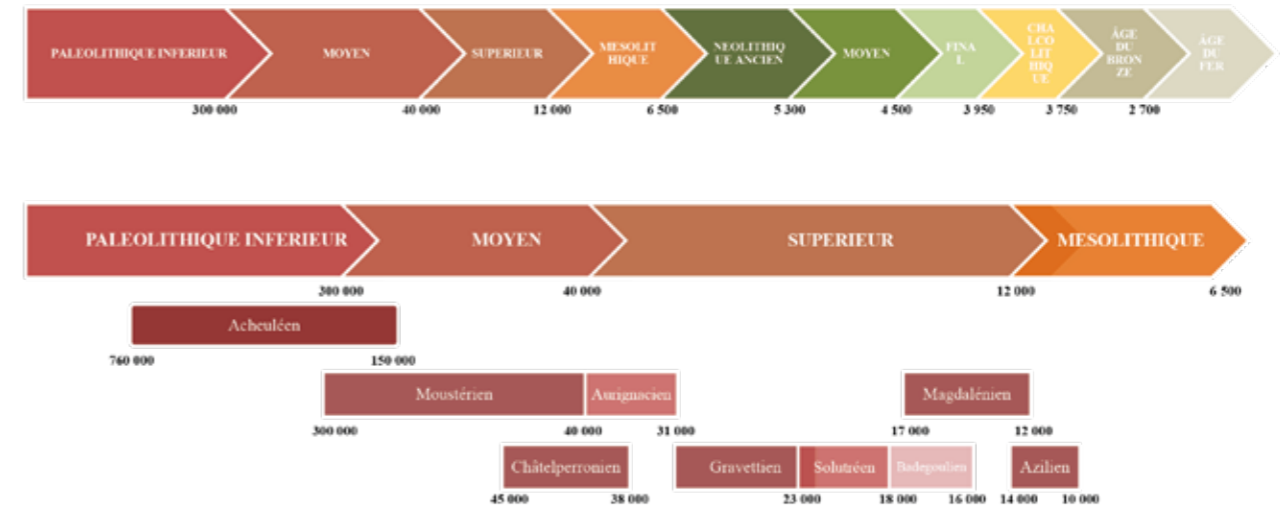 PALEOLITHIQUE INFERIEUR
MOYEN
SUPERIEUR
MESOLIT
HIQUE
NEOLITHIQ
UE ANCIEN
MOYEN
FINA
L
CHA
LCO
LIT
HIQ
UE
ÂGE
DU
BRON
ZE
ÂGE
DU
FER
300 000
40 000
12 000
6 500
5 300
4 500
3 950
3 750
2 700
PALEOLITHIQUE INFERIEUR
MOYEN
SUPERIEUR
MESOLITHIQUE
300 000
40 000
12 000
6 500
Acheuléen
760 000
150 000
Moustérien
Aurignacien
Magdalénien
300 000
40 000
31 000
17 000
12 000
Châtelperronien
Gravettien
Solutréen
Badegoulien
Azilien
45 000
38 000
23 000
18 000
16 000
14 000
10 000